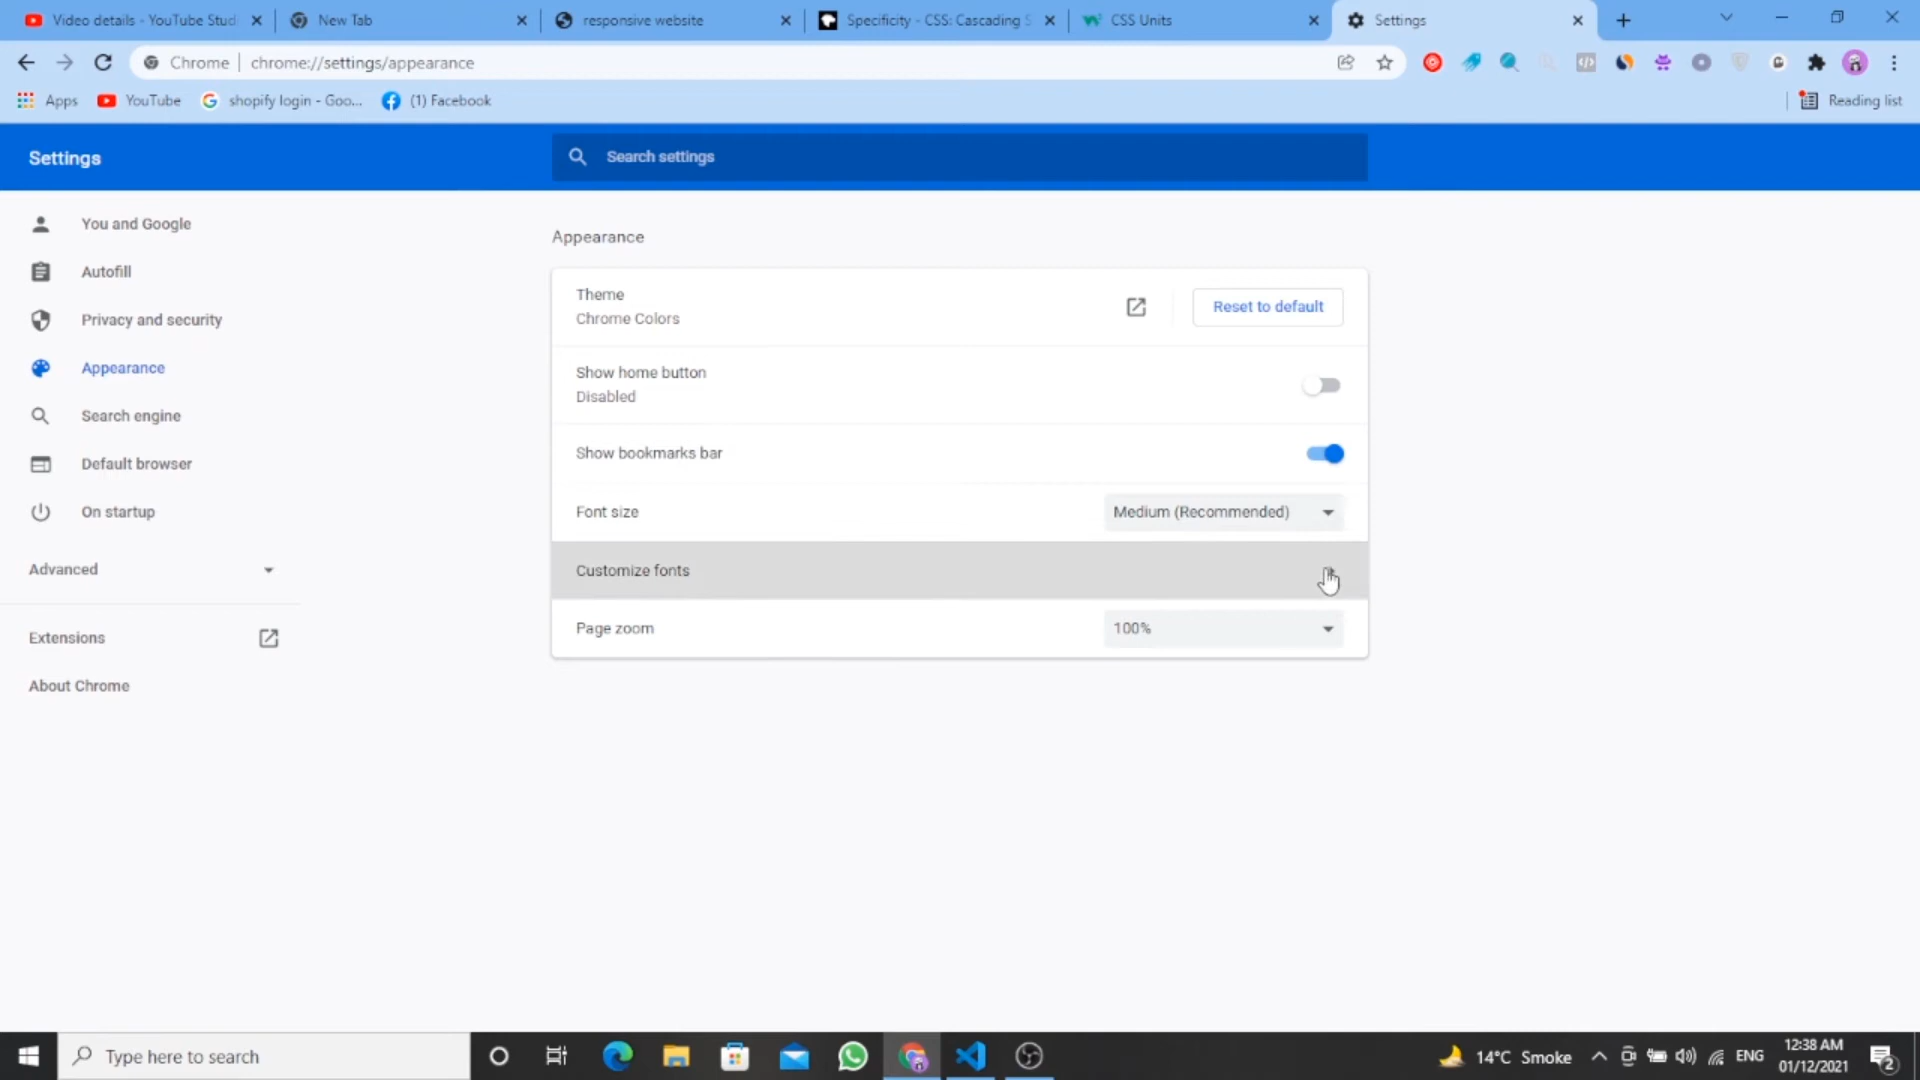 Video details - YouTube Stud
New Tab
responsive website
Specificity - CSS: Cascading S
CSS Units
Settings
Chrome
chrome://settings/appearance
Apps
YouTube
shopify login - Goo...
(1) Facebook
Reading list
Settings
Search settings
You and Google
Autofill
Privacy and security
Appearance
Search engine
Default browser
On startup
Advanced
Extensions
About Chrome
Appearance
Theme
Chrome Colors
Reset to default
Show home button
Disabled
Show bookmarks bar
Font size
Medium (Recommended)
Customize fonts
Page zoom
100%
Type here to search
14°C Smoke
ENG
12:38 AM
01/12/2021
2